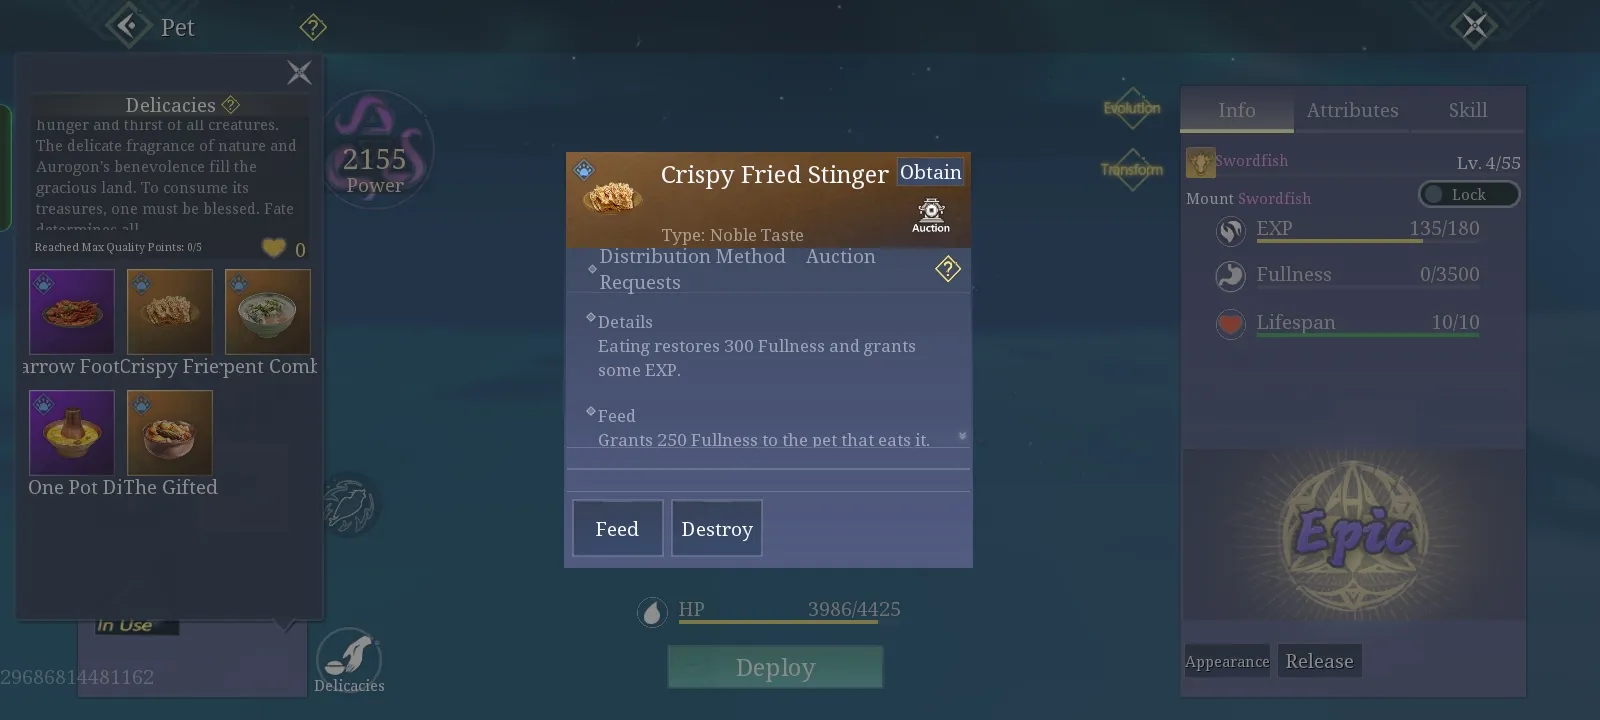 Pet
?
Delicacies ?
hunger and thirst of all creatures.
The delicate fragrance of nature and
Aurogon's benevolence fill the
gracious land. To consume its
treasures, one must be blessed. Fate
determines all
Reached Max Quality Points: 0/5
0
arrow Foot
Crispy Frie
pent Comb
One Pot Di
The Gifted
In Use
29686814481162
Delicacies
2155
Power
Crispy Fried Stinger
Obtain
Auction
Type: Noble Taste
Distribution Method Auction
Requests
?
Details
Eating restores 300 Fullness and grants
some EXP.
Feed
Grants 250 Fullness to the pet that eats it.
Feed
Destroy
HP 3986/4425
Deploy
Evolution
Transform
Info
Attributes
Skill
Swordfish
Lv. 4/55
Mount Swordfish
Lock
EXP 135/180
Fullness 0/3500
Lifespan 10/10
Epic
Appearance
Release